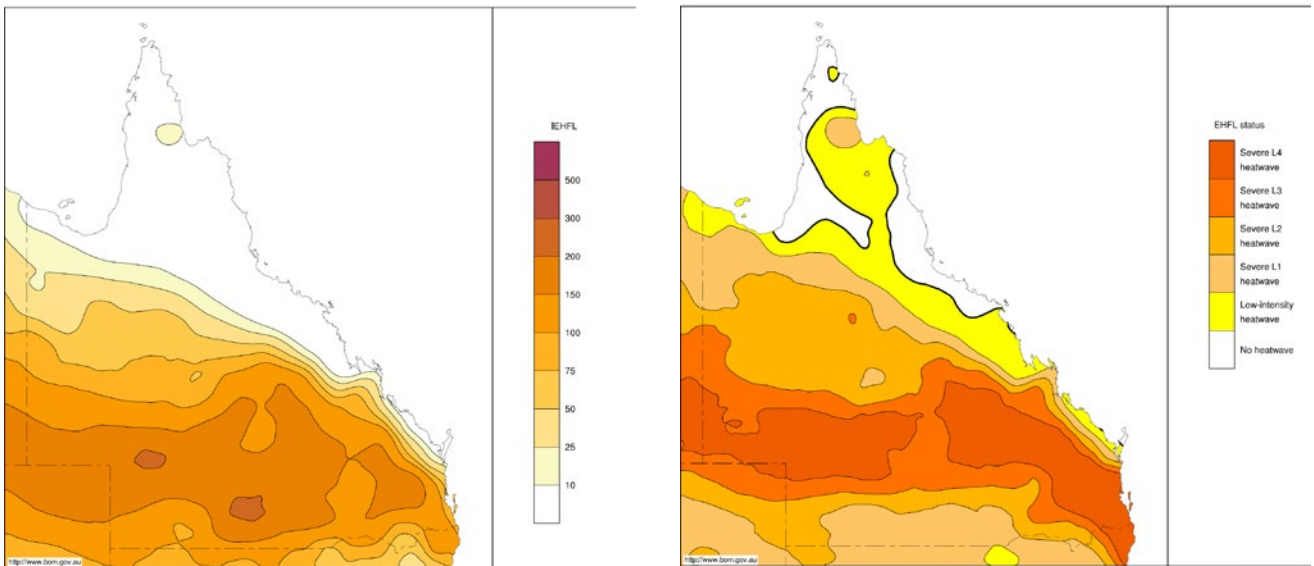 IEHFL
500
300
200
150
100
75
50
25
10
http://www.bom.gov.au
EHFL status
Severe L4
heatwave
Severe L3
heatwave
Severe L2
heatwave
Severe L1
heatwave
Low-intensity
heatwave
No heatwave
http://www.bom.gov.au